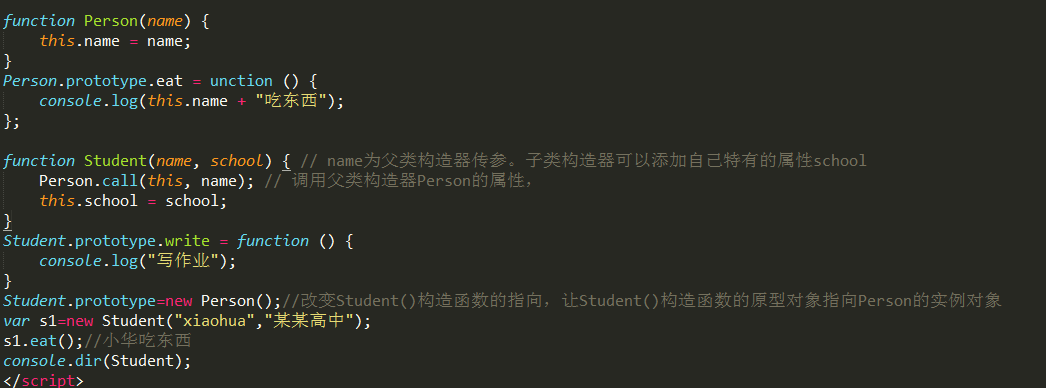 function Person(name) {
    this.name = name;
}
Person.prototype.eat = unction () {
    console.log(this.name + "吃东西");
};

function Student(name, school) { // name为父类构造器传参。子类构造器可以添加自已特有的属性school
    Person.call(this, name); // 调用父类构造器Person的属性，
    this.school = school;
}
Student.prototype.write = function () {
    console.log("写作业");
}
Student.prototype=new Person();//改变Student()构造函数的指向，让Student()构造函数的原型对象指向Person的实例对象
var s1=new Student("xiaohua","某某高中");
s1.eat();//小华吃东西
console.dir(Student);
</script>